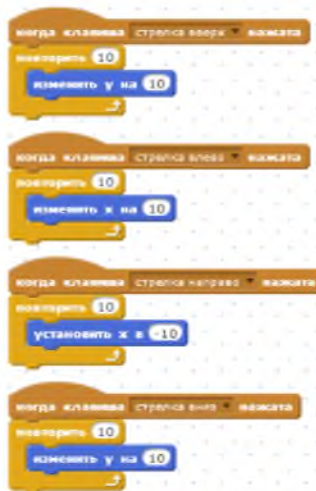 когда клавиша стрелка вверх нажата
повторить 10
изменить y на 10
когда клавиша стрелка влево нажата
повторить 10
изменить x на 10
когда клавиша стрелка направо нажата
повторить 10
установить x в -10
когда клавиша стрелка вниз нажата
повторить 10
изменить y на 10